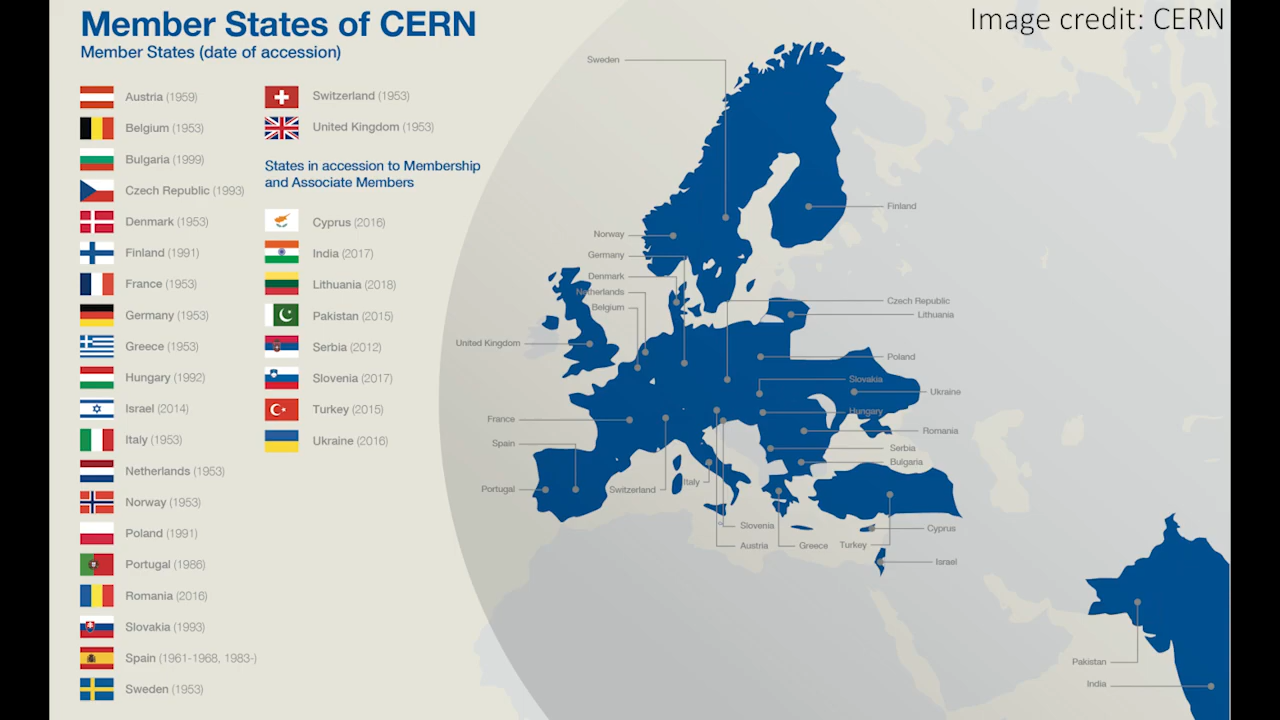 Member States of CERN
Member States (date of accession)
Image credit: CERN
Austria (1959)
Belgium (1953)
Bulgaria (1999)
Czech Republic (1993)
Denmark (1953)
Finland (1991)
France (1953)
Germany (1953)
Greece (1953)
Hungary (1992)
Israel (2014)
Italy (1953)
Netherlands (1953)
Norway (1953)
Poland (1991)
Portugal (1986)
Romania (2016)
Slovakia (1993)
Spain (1961-1968, 1983-)
Sweden (1953)
Switzerland (1953)
United Kingdom (1953)
States in accession to Membership
and Associate Members
Cyprus (2016)
India (2017)
Lithuania (2018)
Pakistan (2015)
Serbia (2012)
Slovenia (2017)
Turkey (2015)
Ukraine (2016)
Sweden
Finland
Norway
Germany
Denmark
Netherlands
Belgium
Czech Republic
Lithuania
United Kingdom
Poland
Slovakia
Ukraine
Hungary
France
Romania
Spain
Serbia
Bulgaria
Italy
Portugal
Switzerland
Slovenia
Cyprus
Austria
Greece
Turkey
Israel
Pakistan
India